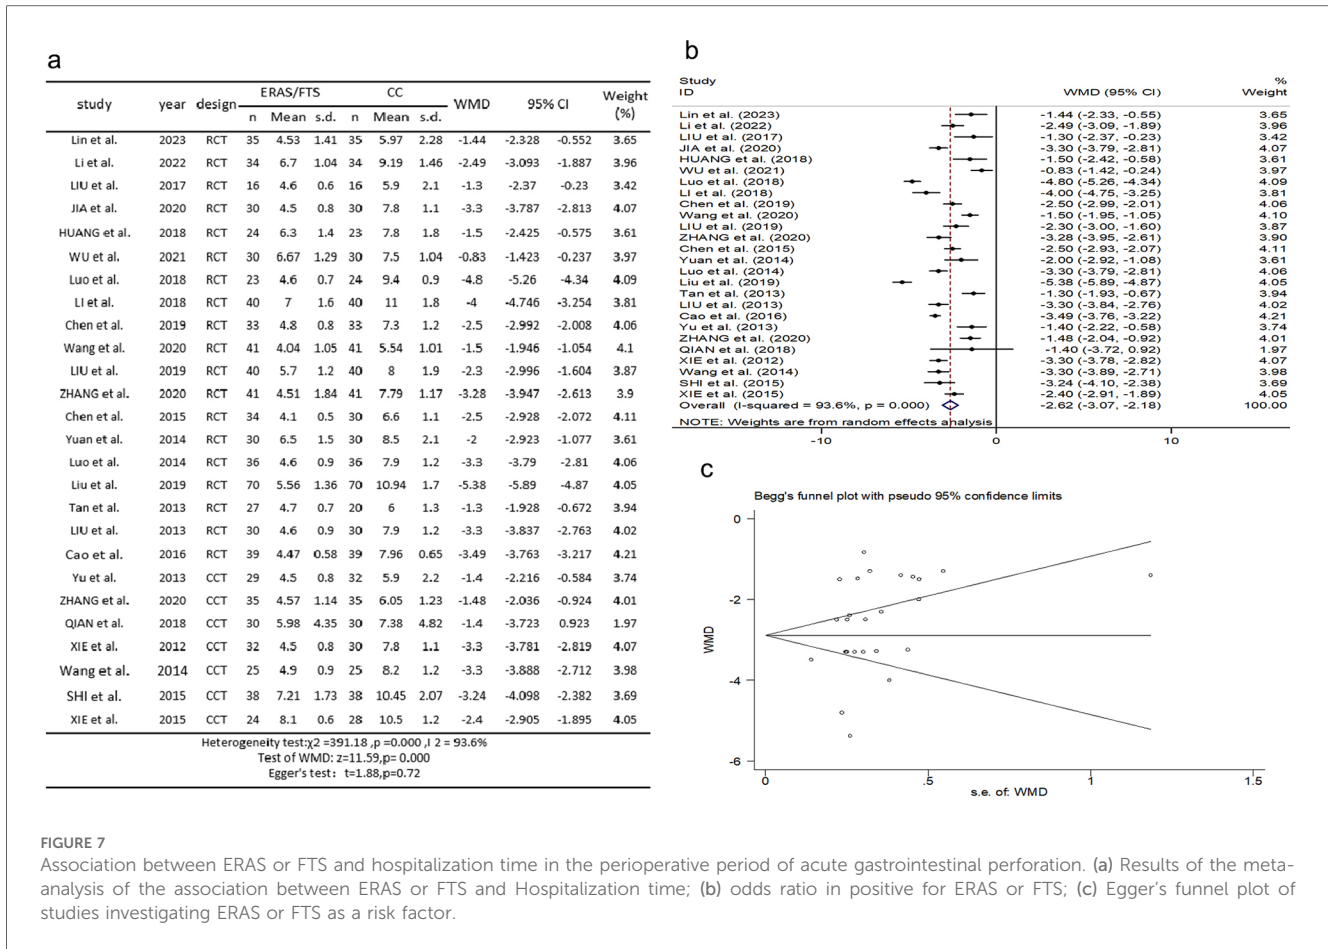 a
ERAS/FTS CC Weight
study year design WMD 95% CI
n Mean s.d. n Mean s.d. (%)
Lin et al. 2023 RCT 35 4.53 1.41 35 5.97 2.28 -1.44 -2.328 -0.552 3.65
Li et al. 2022 RCT 34 6.7 1.04 34 9.19 1.46 -2.49 -3.093 -1.887 3.96
LIU et al. 2017 RCT 16 4.6 0.6 16 5.9 2.1 -1.3 -2.37 -0.23 3.42
JIA et al. 2020 RCT 30 4.5 0.8 30 7.8 1.1 -3.3 -3.787 -2.813 4.07
HUANG et al. 2018 RCT 24 6.3 1.4 23 7.8 1.8 -1.5 -2.425 -0.575 3.61
WU et al. 2021 RCT 30 6.67 1.29 30 7.5 1.04 -0.83 -1.423 -0.237 3.97
Luo et al. 2018 RCT 23 4.6 0.7 24 9.4 0.9 -4.8 -5.26 -4.34 4.09
LI et al. 2018 RCT 40 7 1.6 40 11 1.8 -4 -4.746 -3.254 3.81
Chen et al. 2019 RCT 33 4.8 0.8 33 7.3 1.2 -2.5 -2.992 -2.008 4.06
Wang et al. 2020 RCT 41 4.04 1.05 41 5.54 1.01 -1.5 -1.946 -1.054 4.1
LIU et al. 2019 RCT 40 5.7 1.2 40 8 1.9 -2.3 -2.996 -1.604 3.87
ZHANG et al. 2020 RCT 41 4.51 1.84 41 7.79 1.17 -3.28 -3.947 -2.613 3.9
Chen et al. 2015 RCT 34 4.1 0.5 30 6.6 1.1 -2.5 -2.928 -2.072 4.11
Yuan et al. 2014 RCT 30 6.5 1.5 30 8.5 2.1 -2 -2.923 -1.077 3.61
Luo et al. 2014 RCT 36 4.6 0.9 36 7.9 1.2 -3.3 -3.79 -2.81 4.06
Liu et al. 2019 RCT 70 5.56 1.36 70 10.94 1.7 -5.38 -5.89 -4.87 4.05
Tan et al. 2013 RCT 27 4.7 0.7 20 6 1.3 -1.3 -1.928 -0.672 3.94
LIU et al. 2013 RCT 30 4.6 0.9 30 7.9 1.2 -3.3 -3.837 -2.763 4.02
Cao et al. 2016 RCT 39 4.47 0.58 39 7.96 0.65 -3.49 -3.763 -3.217 4.21
Yu et al. 2013 CCT 29 4.5 0.8 32 5.9 2.2 -1.4 -2.216 -0.584 3.74
ZHANG et al. 2020 CCT 35 4.57 1.14 35 6.05 1.23 -1.48 -2.036 -0.924 4.01
QIAN et al. 2018 CCT 30 5.98 4.35 30 7.38 4.82 -1.4 -3.723 0.923 1.97
XIE et al. 2012 CCT 32 4.5 0.8 30 7.8 1.1 -3.3 -3.781 -2.819 4.07
Wang et al. 2014 CCT 25 4.9 0.9 25 8.2 1.2 -3.3 -3.888 -2.712 3.98
SHI et al. 2015 CCT 38 7.21 1.73 38 10.45 2.07 -3.24 -4.098 -2.382 3.69
XIE et al. 2015 CCT 24 8.1 0.6 28 10.5 1.2 -2.4 -2.905 -1.895 4.05
Heterogeneity test:χ2 =391.18 ,p =0.000 ,I 2 = 93.6%
Test of WMD: z=11.59,p= 0.000
Egger's test: t=1.88,p=0.72
b
Study %
ID WMD (95% CI) Weight
Lin et al. (2023) -1.44 (-2.33, -0.55) 3.65
Li et al. (2022) -2.49 (-3.09, -1.89) 3.96
LIU et al. (2017) -1.30 (-2.37, -0.23) 3.42
JIA et al. (2020) -3.30 (-3.79, -2.81) 4.07
HUANG et al. (2018) -1.50 (-2.42, -0.58) 3.61
WU et al. (2021) -0.83 (-1.42, -0.24) 3.97
Luo et al. (2018) -4.80 (-5.26, -4.34) 4.09
LI et al. (2018) -4.00 (-4.75, -3.25) 3.81
Chen et al. (2019) -2.50 (-2.99, -2.01) 4.06
Wang et al. (2020) -1.50 (-1.95, -1.05) 4.10
LIU et al. (2019) -2.30 (-3.00, -1.60) 3.87
ZHANG et al. (2020) -3.28 (-3.95, -2.61) 3.90
Chen et al. (2015) -2.50 (-2.93, -2.07) 4.11
Yuan et al. (2014) -2.00 (-2.92, -1.08) 3.61
Luo et al. (2014) -3.30 (-3.79, -2.81) 4.06
Liu et al. (2019) -5.38 (-5.89, -4.87) 4.05
Tan et al. (2013) -1.30 (-1.93, -0.67) 3.94
LIU et al. (2013) -3.30 (-3.84, -2.76) 4.02
Cao et al. (2016) -3.49 (-3.76, -3.22) 4.21
Yu et al. (2013) -1.40 (-2.22, -0.58) 3.74
ZHANG et al. (2020) -1.48 (-2.04, -0.92) 4.01
QIAN et al. (2018) -1.40 (-3.72, 0.92) 1.97
XIE et al. (2012) -3.30 (-3.78, -2.82) 4.07
Wang et al. (2014) -3.30 (-3.89, -2.71) 3.98
SHI et al. (2015) -3.24 (-4.10, -2.38) 3.69
XIE et al. (2015) -2.40 (-2.91, -1.89) 4.05
Overall (I-squared = 93.6%, p = 0.000) -2.62 (-3.07, -2.18) 100.00
NOTE: Weights are from random effects analysis
-10 0 10
c
Begg's funnel plot with pseudo 95% confidence limits
0
-2
WMD
-4
-6
0 .5 1 1.5
s.e. of: WMD
FIGURE 7
Association between ERAS or FTS and hospitalization time in the perioperative period of acute gastrointestinal perforation. (a) Results of the meta-
analysis of the association between ERAS or FTS and Hospitalization time; (b) odds ratio in positive for ERAS or FTS; (c) Egger's funnel plot of
studies investigating ERAS or FTS as a risk factor.